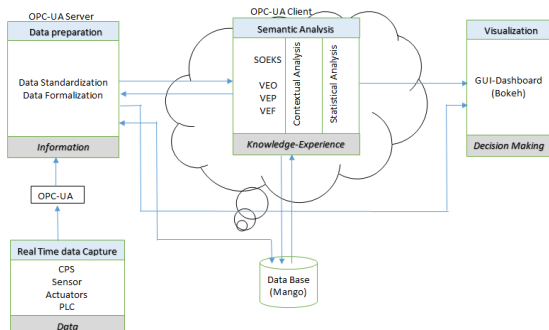 OPC-UA Server
Data preparation
Data Standardization
Data Formalization
Information
OPC-UA
Real Time data Capture
CPS
Sensor
Actuators
PLC
Data
OPC-UA Client
Semantic Analysis
SOEKS
VEO
VEP
VEF
Contextual Analysis
Statistical Analysis
Knowledge-Experience
Data Base
(Mango)
Visualization
GUI-Dashboard
(Bokeh)
Decision Making